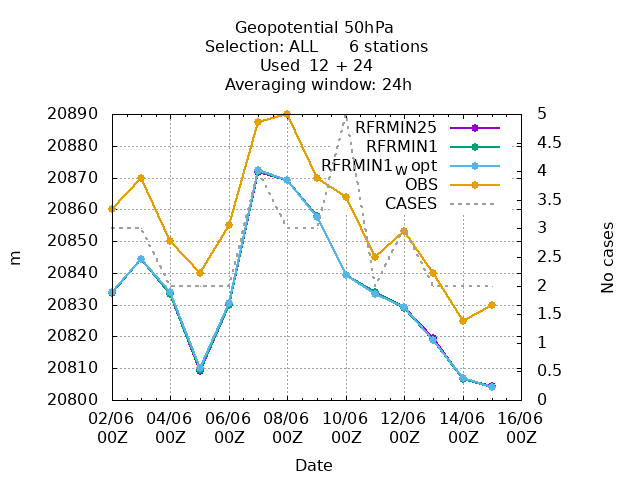 Geopotential 50hPa
Selection: ALL      6 stations
Used  12 + 24
Averaging window: 24h
RFRMIN25
RFRMIN1
RFRMIN1_w opt
OBS
CASES
20890
20880
20870
20860
20850
20840
20830
20820
20810
20800
m
5
4.5
4
3.5
3
2.5
2
1.5
1
0.5
0
No cases
02/06 04/06 06/06 08/06 10/06 12/06 14/06 16/06
00Z 00Z 00Z 00Z 00Z 00Z 00Z 00Z
Date